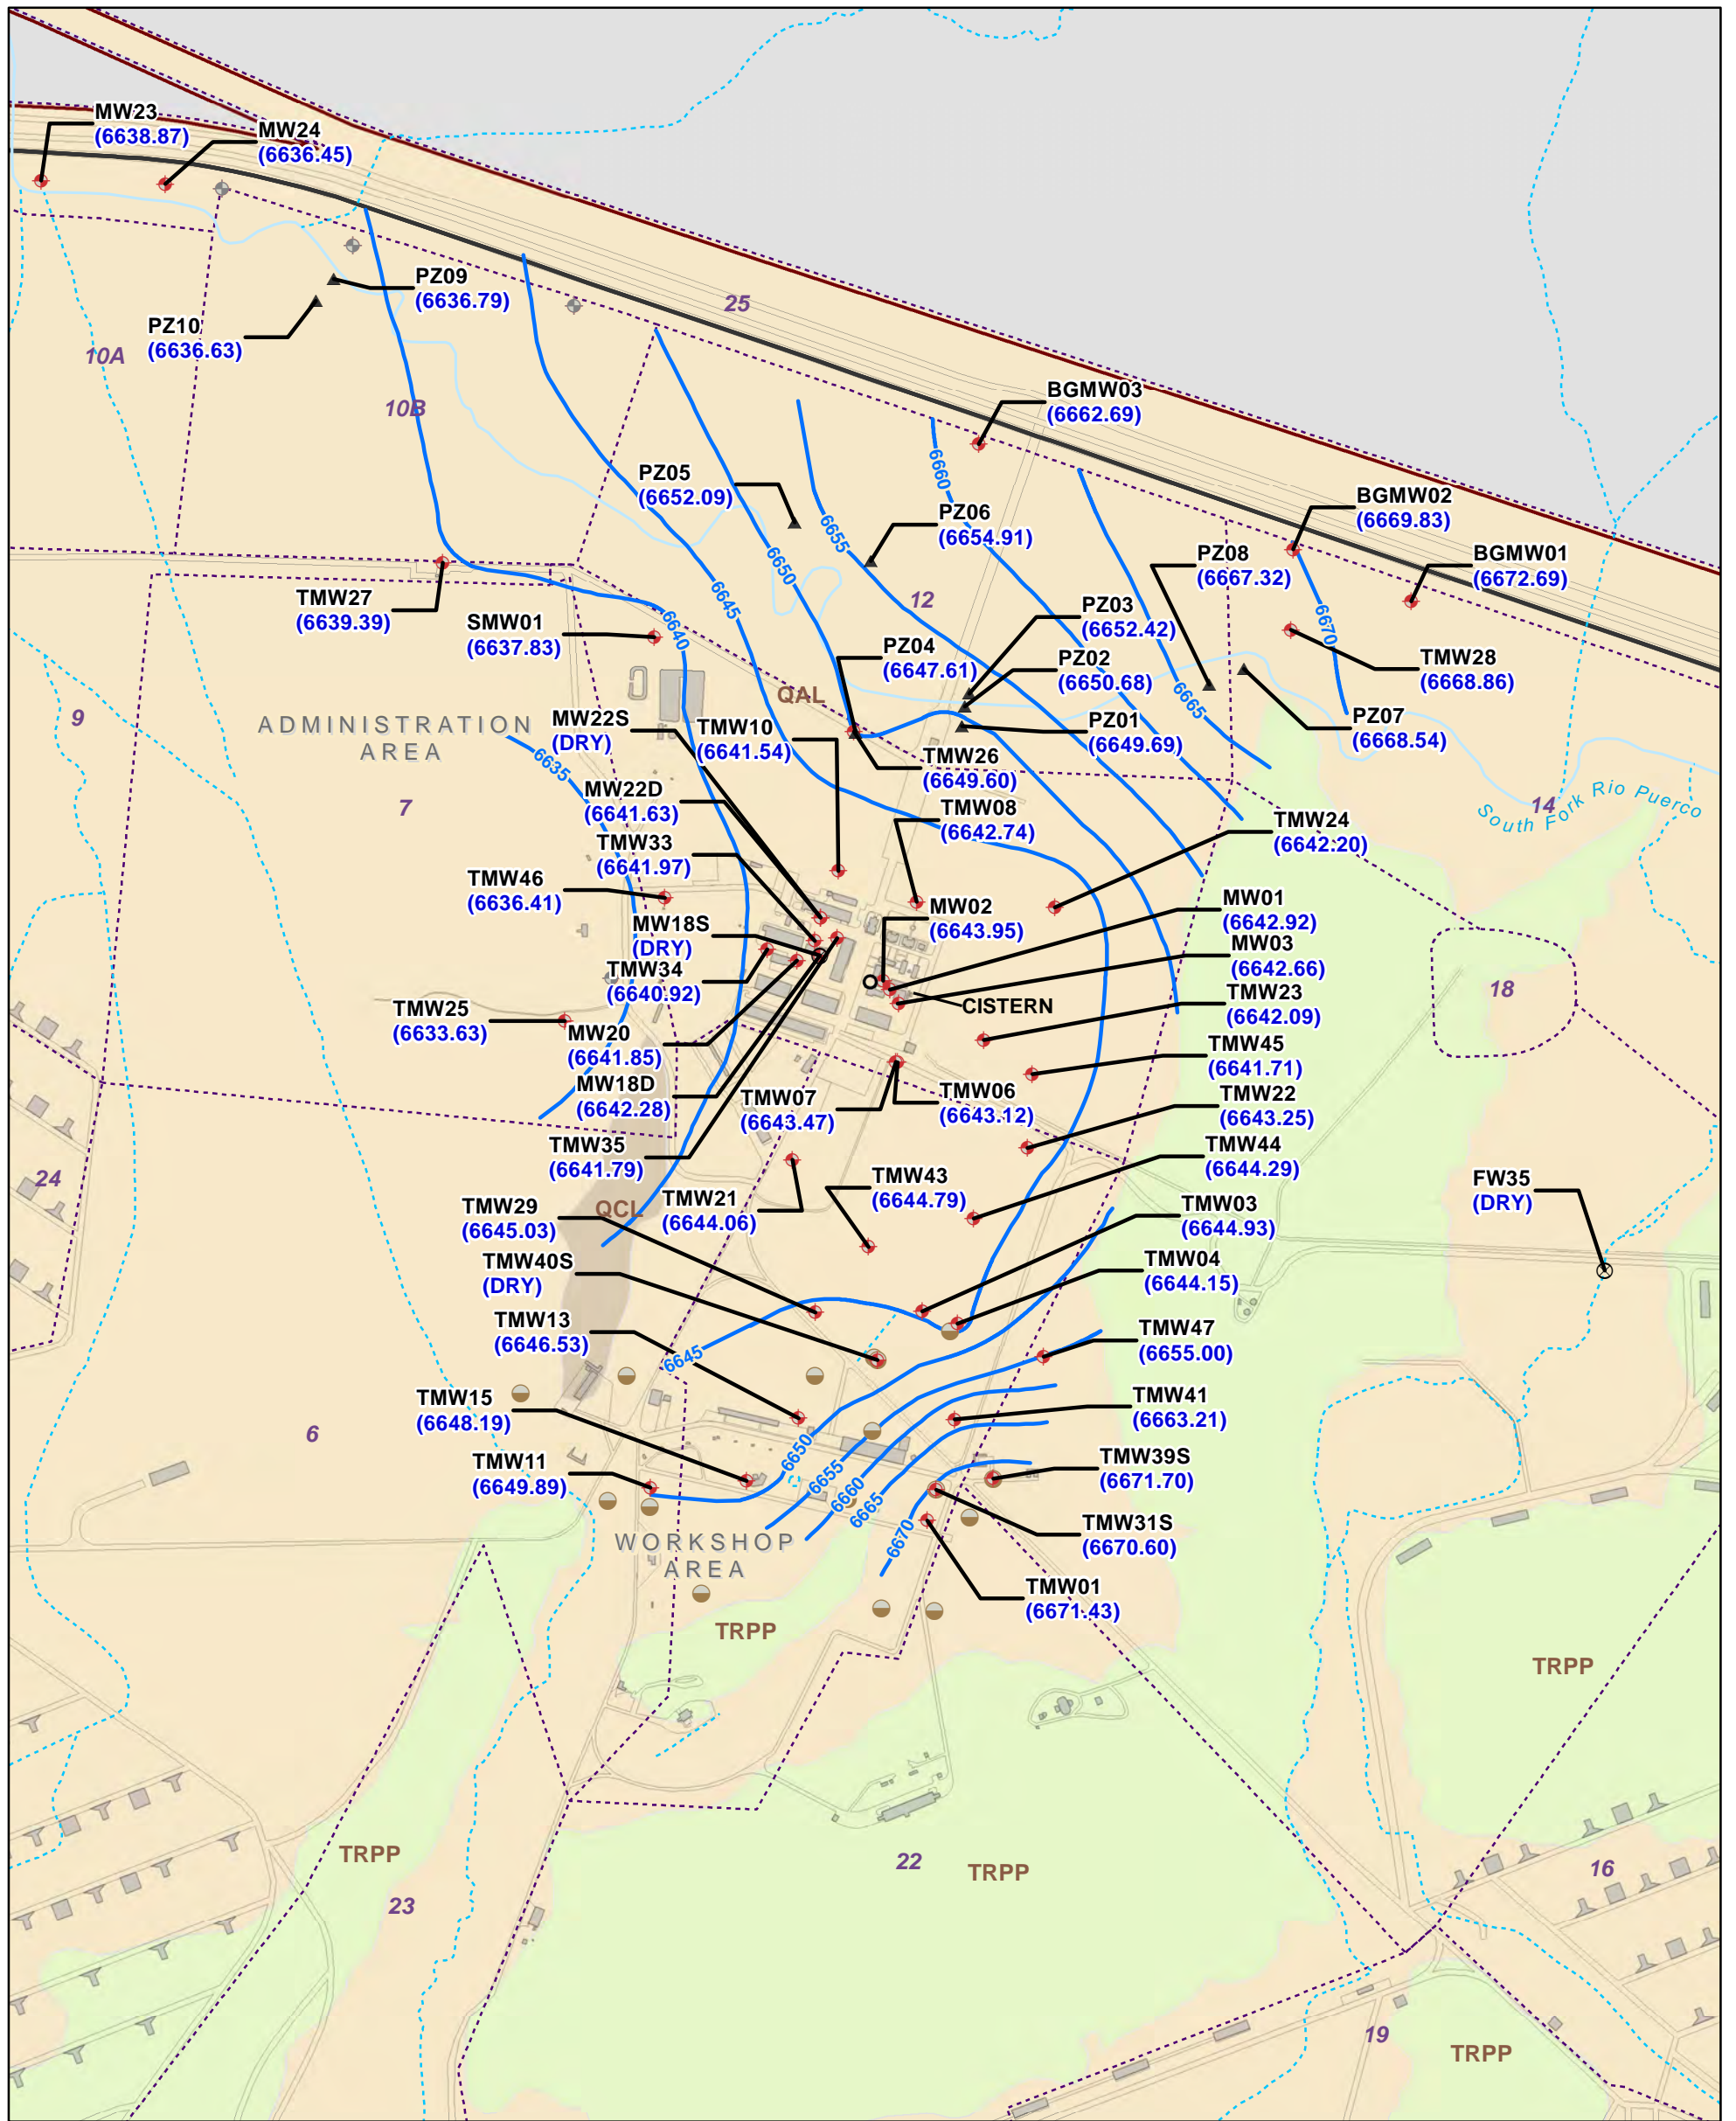 MW23
(6638.87)
MW24
(6636.45)
PZ09
(6636.79)
25
PZ10
(6636.63)
10A
10B
BGMW03
(6662.69)
6660
PZ05
(6652.09)
BGMW02
(6669.83)
PZ06
(6654.91)
6655
PZ08
(6667.32)
BGMW01
(6672.69)
6650
TMW27
(6639.39)
6645
12
PZ03
(6652.42)
SMW01
(6637.83)
6640
6670
PZ04
(6647.61)
PZ02
(6650.68)
TMW28
(6668.86)
QAL
6665
9
ADMINISTRATION
AREA
MW22S
(DRY)
TMW10
(6641.54)
PZ01
(6649.69)
PZ07
(6668.54)
6635
TMW26
(6649.60)
MW22D
(6641.63)
7
TMW08
(6642.74)
14
South Fork Rio Puerco
TMW24
(6642.20)
TMW33
(6641.97)
TMW46
(6636.41)
MW01
(6642.92)
MW02
(6643.95)
MW18S
(DRY)
MW03
(6642.66)
TMW34
(6640.92)
18
TMW25
(6633.63)
CISTERN
TMW23
(6642.09)
MW20
(6641.85)
TMW45
(6641.71)
MW18D
(6642.28)
TMW07
(6643.47)
TMW06
(6643.12)
TMW22
(6643.25)
TMW35
(6641.79)
TMW44
(6644.29)
24
TMW43
(6644.79)
FW35
(DRY)
TMW21
(6644.06)
QCL
TMW29
(6645.03)
TMW03
(6644.93)
TMW40S
(DRY)
TMW04
(6644.15)
TMW13
(6646.53)
TMW47
(6655.00)
6645
TMW15
(6648.19)
TMW41
(6663.21)
6
6650
TMW11
(6649.89)
6655
6660
6665
TMW39S
(6671.70)
TMW31S
(6670.60)
6670
WORKSHOP
AREA
TMW01
(6671.43)
TRPP
TRPP
TRPP
22
TRPP
16
23
19
TRPP